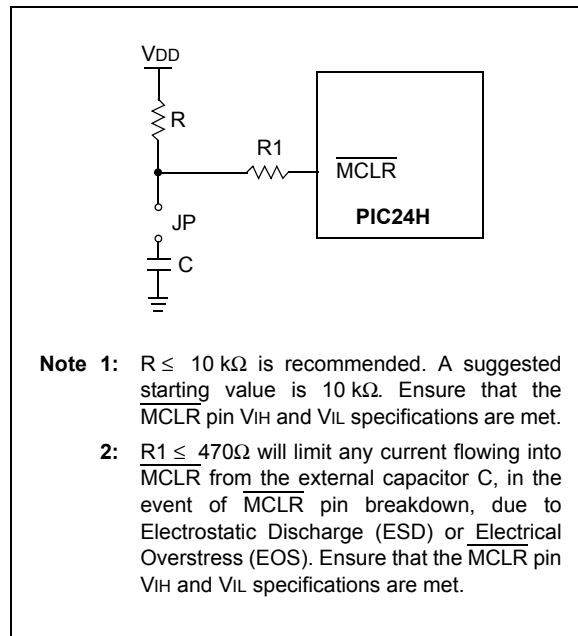 VDD
R
R1
MCLR
JP
PIC24H
C
Note 1: R ≤ 10 kΩ is recommended. A suggested
starting value is 10 kΩ. Ensure that the
MCLR pin VIH and VIL specifications are met.
2: R1 ≤ 470Ω will limit any current flowing into
MCLR from the external capacitor C, in the
event of MCLR pin breakdown, due to
Electrostatic Discharge (ESD) or Electrical
Overstress (EOS). Ensure that the MCLR pin
VIH and VIL specifications are met.